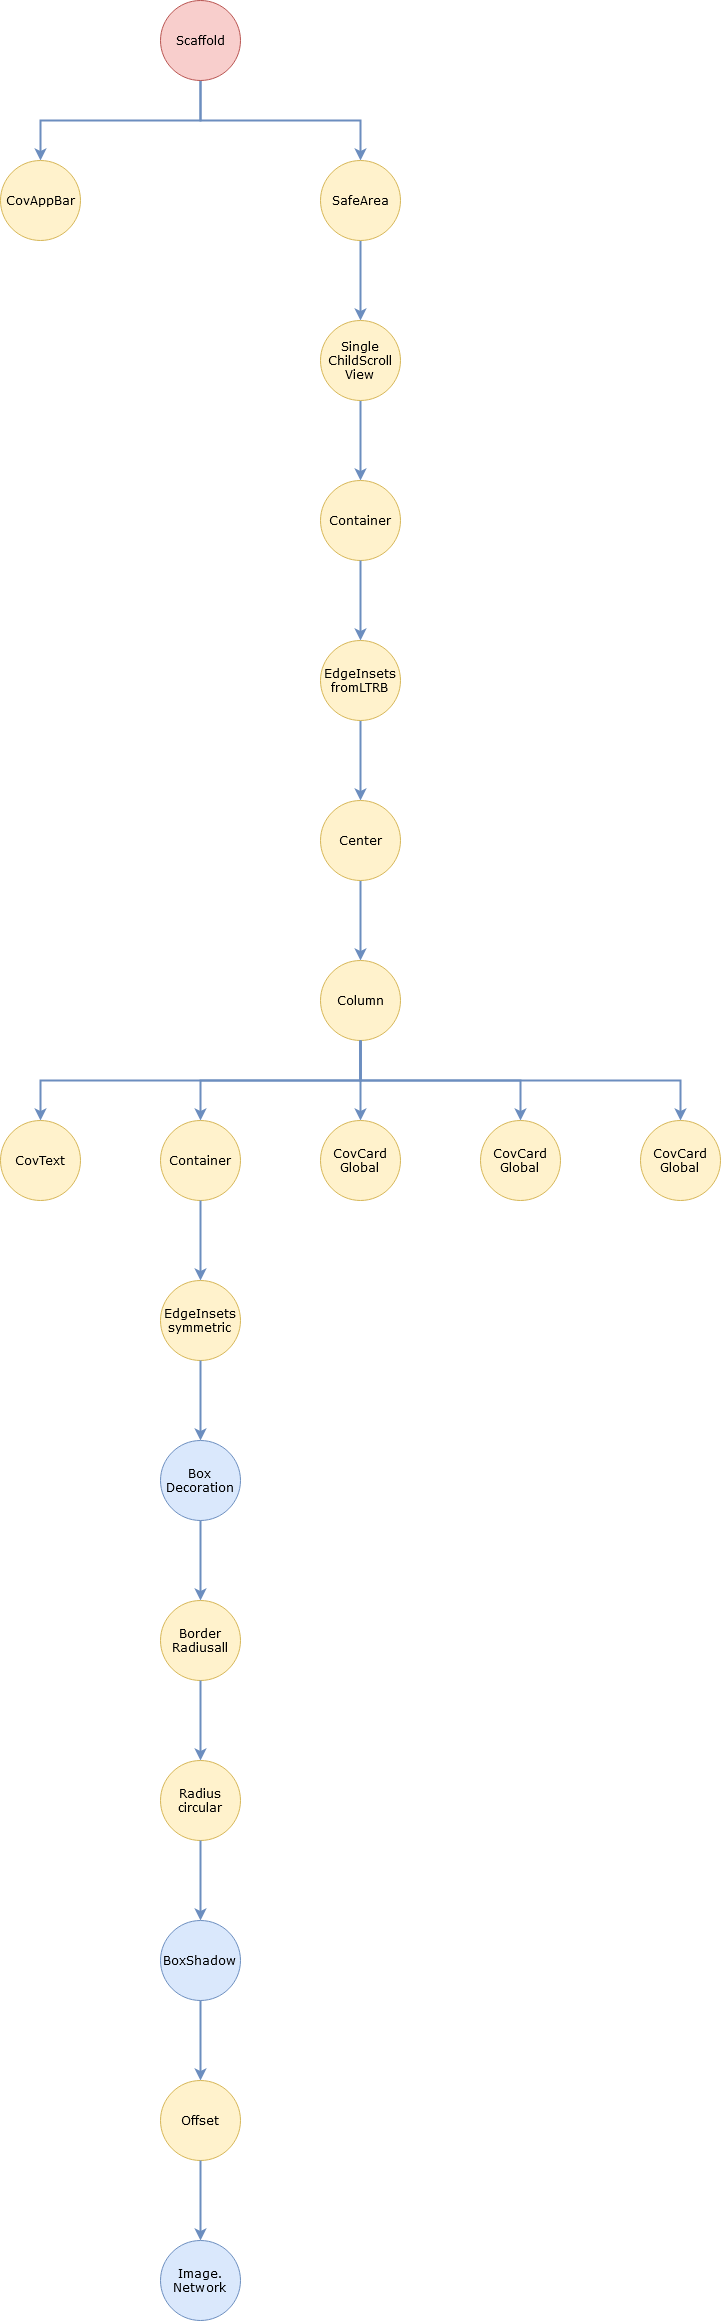 Scaffold
CovAppBar
SafeArea
Single
ChildScroll
View
Container
EdgeInsets
fromLTRB
Center
Column
CovText
Container
CovCard
Global
CovCard
Global
CovCard
Global
EdgeInsets
symmetric
Box
Decoration
Border
Radiusall
Radius
circular
BoxShadow
Offset
Image.
Network